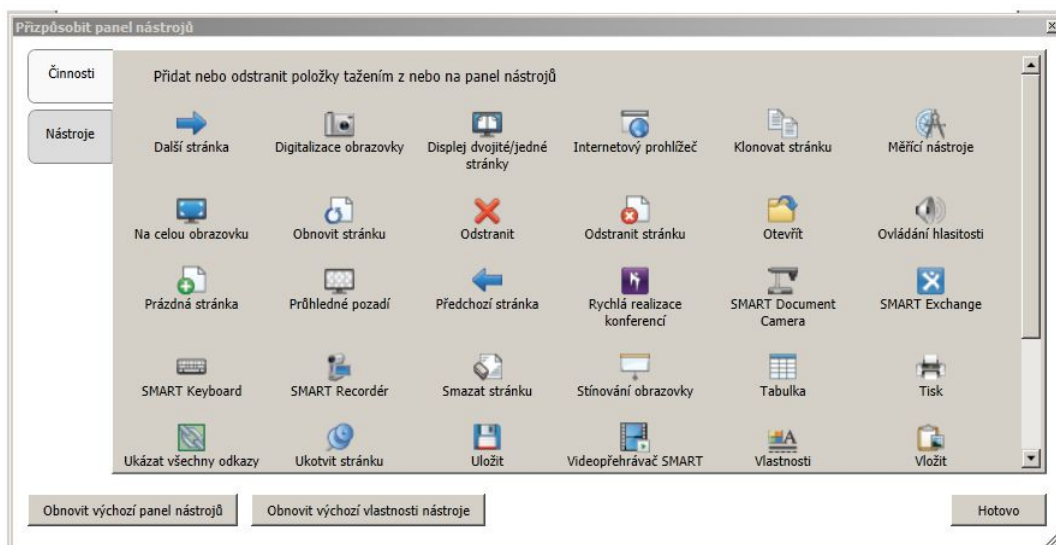 Přizpůsobit panel nástrojů
Činnosti
Nástroje
Přidat nebo odstranit položky tažením z nebo na panel nástrojů
Další stránka
Digitalizace obrazovky
Displej dvojité/jedné
stránky
Internetový prohlížeč
Klonovat stránku
Měřící nástroje
Na celou obrazovku
Obnovit stránku
Odstranit
Odstranit stránku
Otevřít
Ovládání hlasitosti
Prázdná stránka
Průhledné pozadí
Předchozí stránka
Rychlá realizace
konferencí
SMART Document
Camera
SMART Exchange
SMART Keyboard
SMART Recordér
Smazat stránku
Stínování obrazovky
Tabulka
Tisk
Ukázat všechny odkazy
Ukotvit stránku
Uložit
Videopřehrávač SMART
Vlastnosti
Vložit
Obnovit výchozí panel nástrojů
Obnovit výchozí vlastnosti nástroje
Hotovo